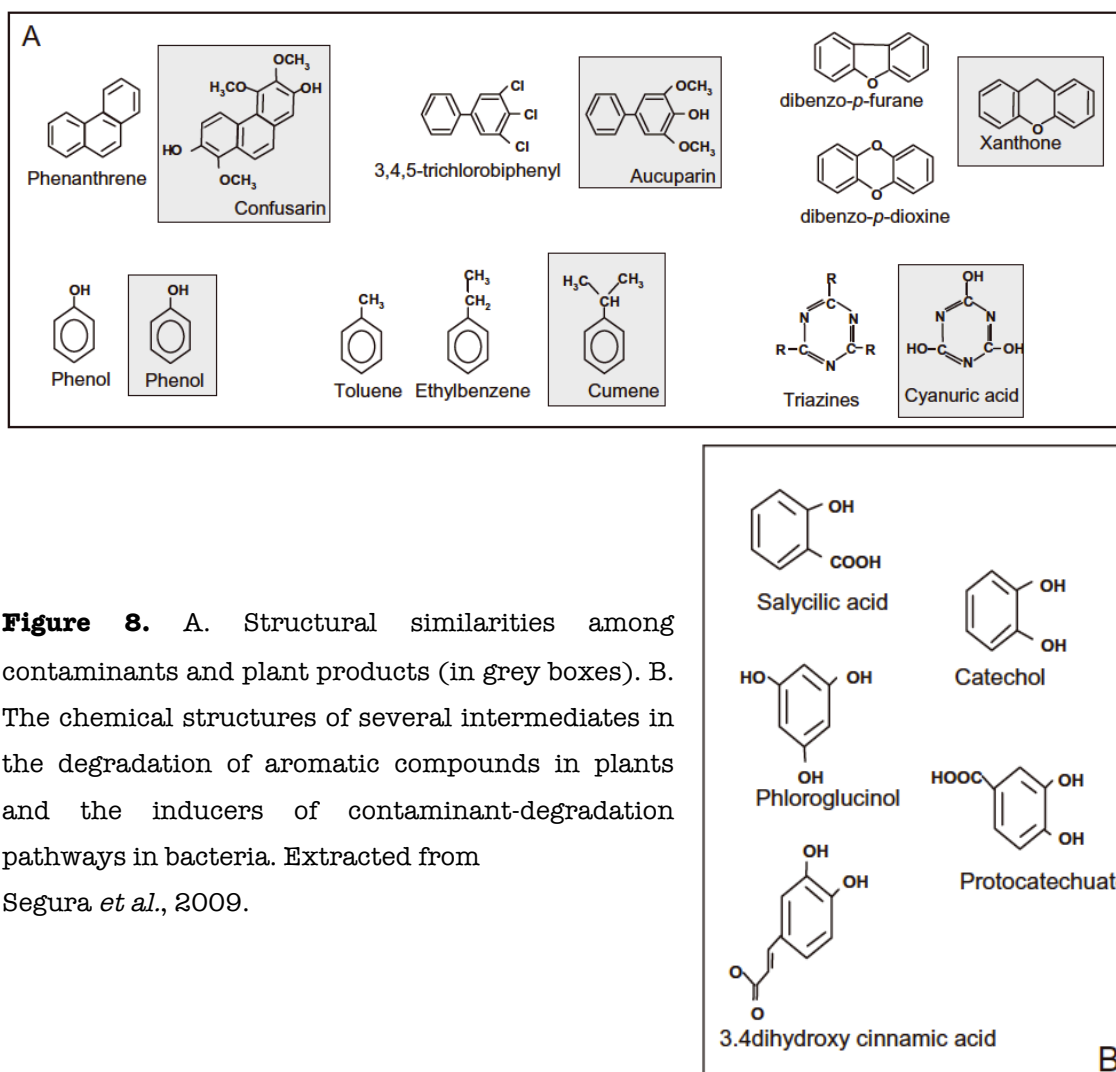 A
OCH3
H3CO
OH
HO
OCH3
Phenanthrene
Confusarin
Cl
Cl
Cl
3,4,5-trichlorobiphenyl
OCH3
OH
OCH3
Aucuparin
O
dibenzo-p-furane
O
O
dibenzo-p-dioxine
O
Xanthone
OH
Phenol
OH
Phenol
CH3
Toluene
CH3
CH2
Ethylbenzene
H3C CH3
CH
Cumene
R
C
N N
R-C C-R
N
Triazines
OH
C
N N
HO-C C-OH
N
Cyanuric acid
Figure 8. A. Structural similarities among
contaminants and plant products (in grey boxes). B.
The chemical structures of several intermediates in
the degradation of aromatic compounds in plants
and the inducers of contaminant-degradation
pathways in bacteria. Extracted from
Segura et al., 2009.
OH
COOH
Salycilic acid
OH
OH
Catechol
HO OH
OH
Phloroglucinol
HOOC OH
OH
Protocatechuat
OH
OH
O
O
3.4dihydroxy cinnamic acid
B